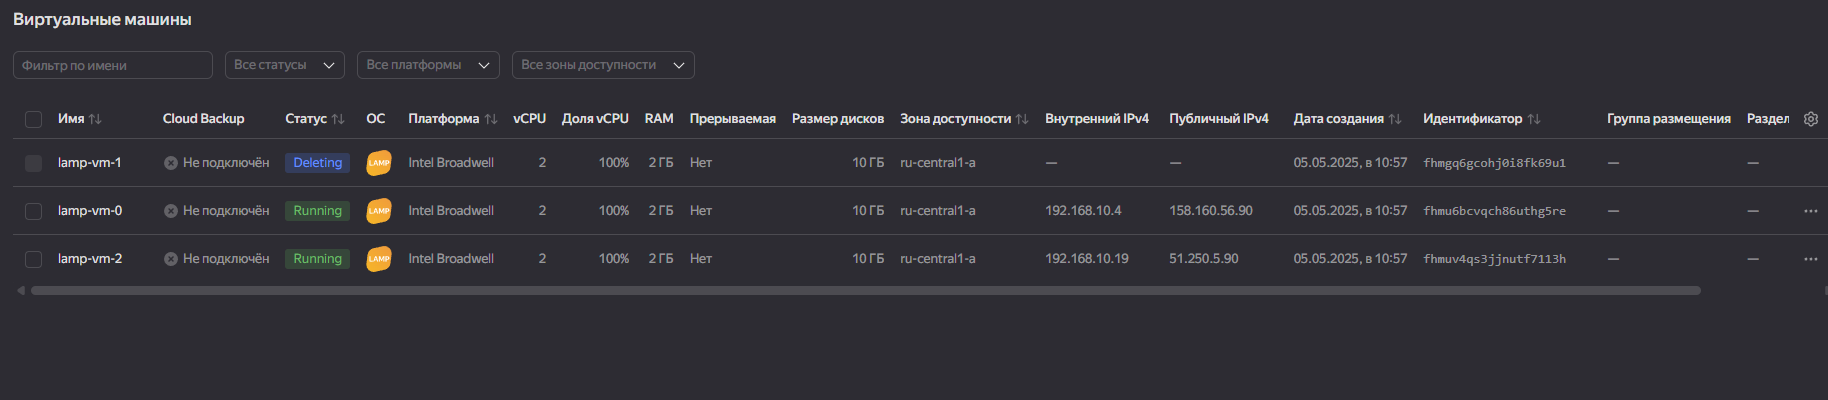 Виртуальные машины
Фильтр по имени Все статусы Все платформы Все зоны доступности
Имя Cloud Backup Статус ОС Платформа vCPU Доля vCPU RAM Прерываемая Размер дисков Зона доступности Внутренний IPv4 Публичный IPv4 Дата создания Идентификатор Группа размещения Раздел
lamp-vm-1 Не подключён Deleting LAMP Intel Broadwell 2 100% 2 ГБ Нет 10 ГБ ru-central1-a — — 05.05.2025, в 10:57 fhmgq6gcohj0i8fk69u1 — —
lamp-vm-0 Не подключён Running LAMP Intel Broadwell 2 100% 2 ГБ Нет 10 ГБ ru-central1-a 192.168.10.4 158.160.56.90 05.05.2025, в 10:57 fhmu6bcvqch86uthg5re — —
lamp-vm-2 Не подключён Running LAMP Intel Broadwell 2 100% 2 ГБ Нет 10 ГБ ru-central1-a 192.168.10.19 51.250.5.90 05.05.2025, в 10:57 fhmuv4qs3jjnutf7113h — —